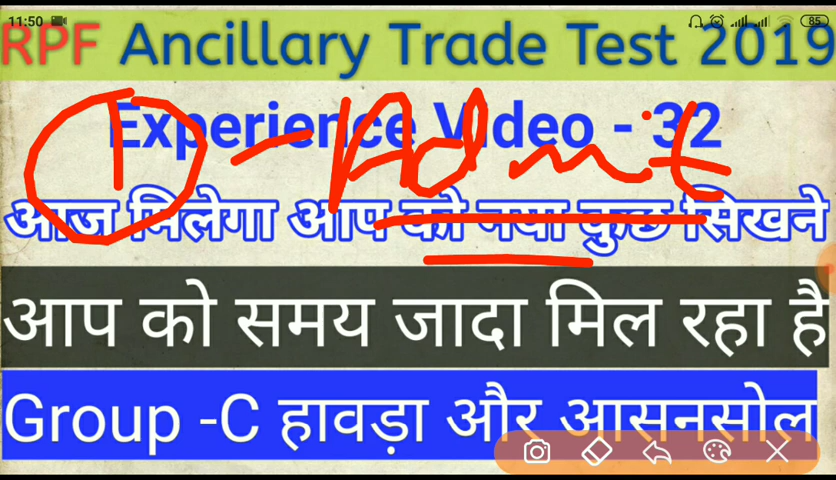 11:50 85
RPF Ancillary Trade Test 2019
Experience Video - 32
① - Admit
आज मिलेगा आप को नया कुछ सिखने
आप को समय जादा मिल रहा है
Group -C हावड़ा और आसनसोल